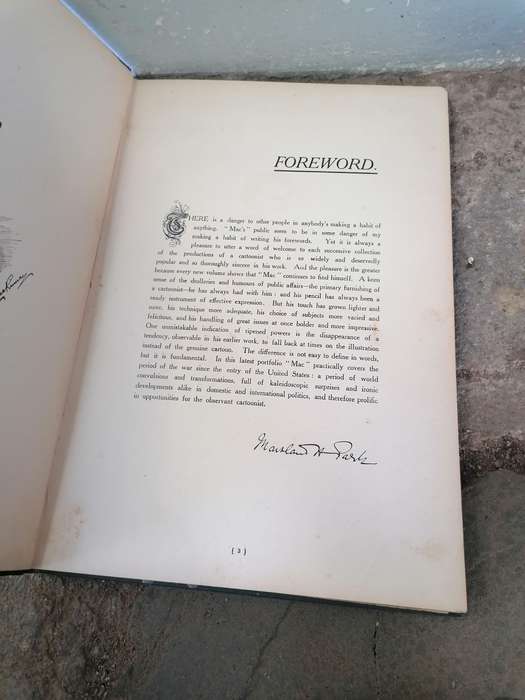 FOREWORD.
THERE is a danger to other people in anybody's making a habit of
anything. "Mac's" public seem to be in some danger of my
making a habit of writing his forewords. Yet it is always a
pleasure to utter a word of welcome to each successive collection
of the productions of a cartoonist who is so widely and deservedly
popular and so thoroughly sincere in his work. And the pleasure is the greater
because every new volume shows that "Mac" continues to find himself. A keen
sense of the drolleries and humours of public affairs—the primary furnishing of
a cartoonist—he has always had with him: and his pencil has always been a
ready instrument of effective expression. But his touch has grown lighter and
surer, his technique more adequate, his choice of subjects more varied and
felicitous, and his handling of great issues at once bolder and more impressive.
One unmistakable indication of ripened powers is the disappearance of a
tendency, observable in his earlier work, to fall back at times on the illustration
instead of the genuine cartoon. The difference is not easy to define in words,
but it is fundamental. In this latest portfolio "Mac" practically covers the
period of the war since the entry of the United States: a period of world
convulsions and transformations, full of kaleidoscopic surprises and ironic
developments alike in domestic and international politics, and therefore prolific
in opportunities for the observant cartoonist.
( 3 )